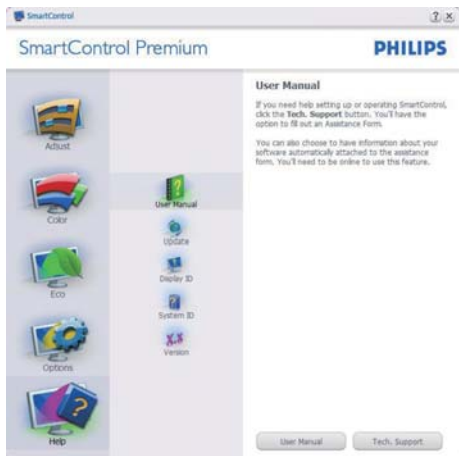 SmartControl
SmartControl Premium
PHILIPS
Adjust
Color
Eco
Options
Help
User Manual
Update
Display ID
System ID
Version
User Manual
If you need help setting up or operating SmartControl,
click the Tech. Support button. You'll have the
option to fill out an Assistance Form.
You can also choose to have information about your
software automatically attached to the assistance
form. You'll need to be online to use this feature.
User Manual
Tech. Support